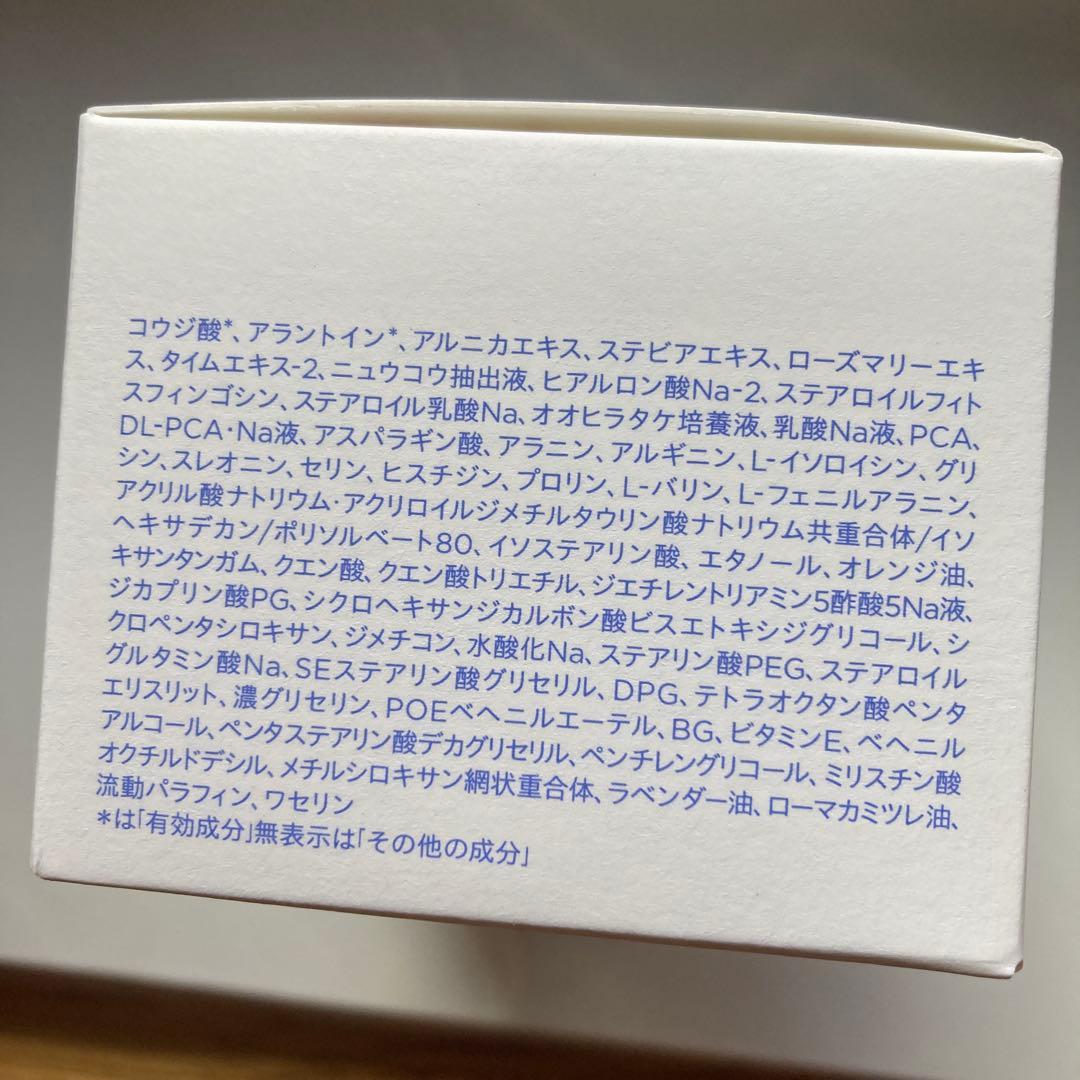 コウジ酸*、アラントイン*、アルニカエキス、ステビアエキス、ローズマリーエキ
ス、タイムエキス-2、ニュウコウ抽出液、ヒアルロン酸Na-2、ステアロイルフィト
スフィンゴシン、ステアロイル乳酸Na、オオヒラタケ培養液、乳酸Na液、PCA、
DL-PCA・Na液、アスパラギン酸、アラニン、アルギニン、L-イソロイシン、グリ
シン、スレオニン、セリン、ヒスチジン、プロリン、L-バリン、L-フェニルアラニン、
アクリル酸ナトリウム・アクリロイルジメチルタウリン酸ナトリウム共重合体/イソ
ヘキサデカン/ポリソルベート80、イソステアリン酸、エタノール、オレンジ油、
キサンタンガム、クエン酸、クエン酸トリエチル、ジエチレントリアミン5酢酸5Na液、
ジカプリン酸PG、シクロヘキサンジカルボン酸ビスエトキシジグリコール、シ
クロペンタシロキサン、ジメチコン、水酸化Na、ステアリン酸PEG、ステアロイル
グルタミン酸Na、SEステアリン酸グリセリル、DPG、テトラオクタン酸ペンタ
エリスリット、濃グリセリン、POEベヘニルエーテル、BG、ビタミンE、ベヘニル
アルコール、ペンタステアリン酸デカグリセリル、ペンチレングリコール、ミリスチン酸
オクチルドデシル、メチルシロキサン網状重合体、ラベンダー油、ローマカミツレ油、
流動パラフィン、ワセリン
*は「有効成分」無表示は「その他の成分」